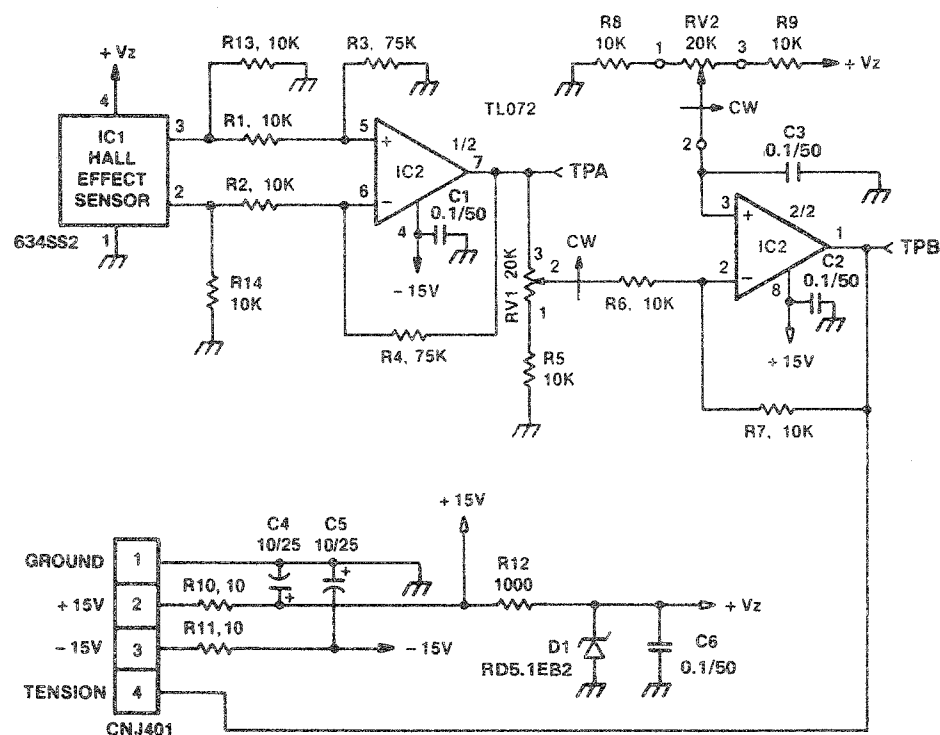 R13, 10K
R3, 75K
R8
10K
1
RV2
20K
3
R9
10K
+ Vz
÷ Vz
4
3
R1, 10K
5
TL072
CW
IC1
HALL
EFFECT
SENSOR
÷
1/2
7
IC2
TPA
2
C3
0.1/50
2
R2, 10K
6
−
C1
0.1/50
3
+
2/2
1
IC2
TPB
634SS2
1
4
CW
3
2
RV1 20K
1
R6, 10K
2
−
8
C2
0.1/50
R14
10K
− 15V
÷ 15V
R4, 75K
R5
10K
R7, 10K
+ 15V
C4
10/25
C5
10/25
GROUND
1
+
R12
1000
R10, 10
+
+ 15V
2
+ Vz
R11, 10
− 15V
3
− 15V
D1
RD5.1EB2
C6
0.1/50
TENSION
4
CNJ401